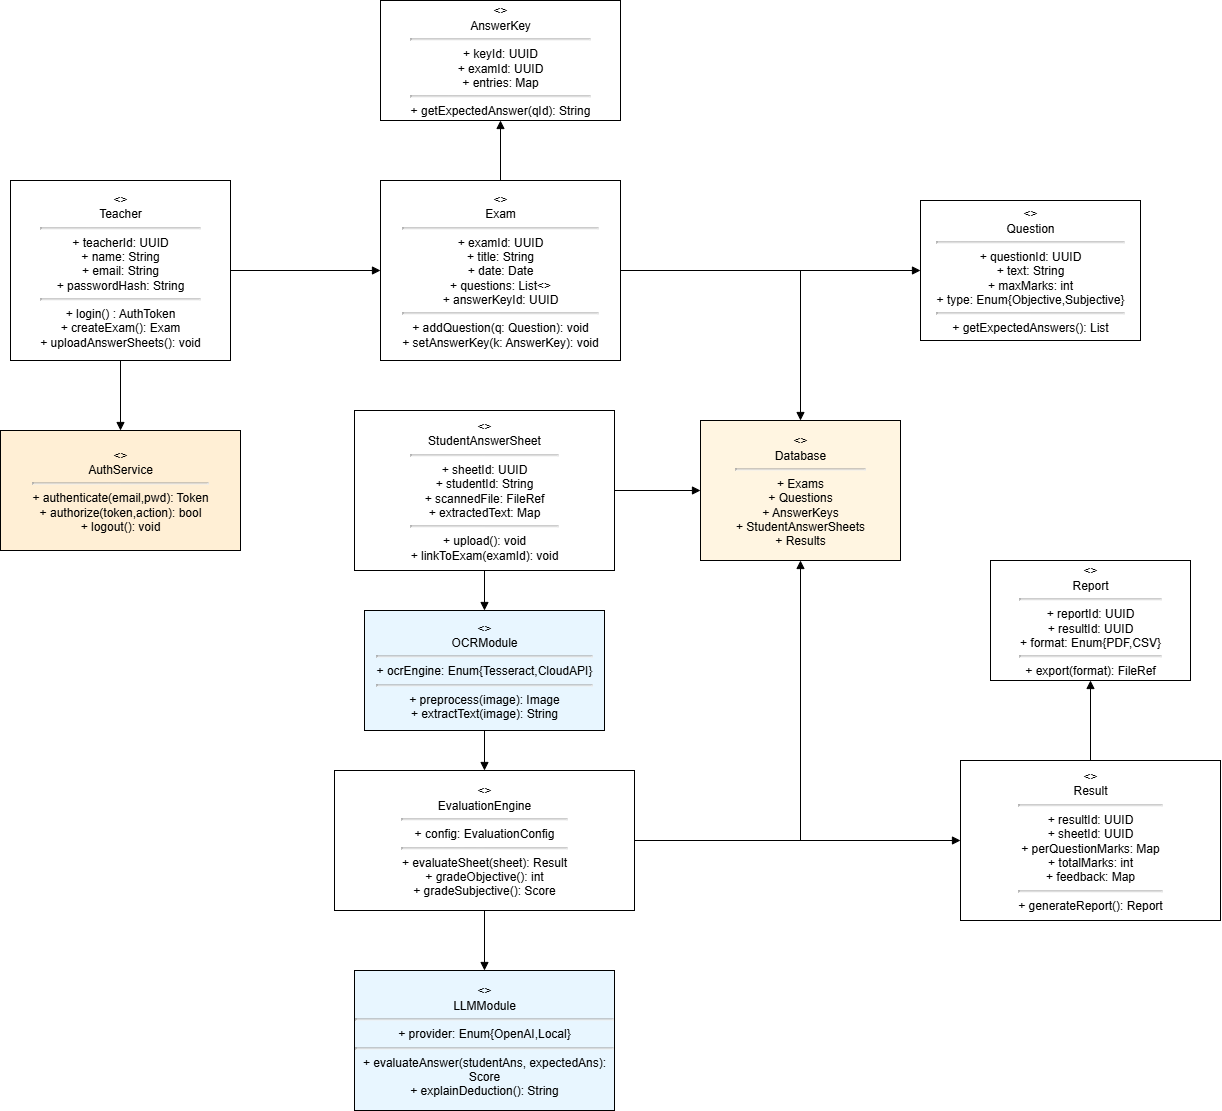 <>
AnswerKey
+ keyId: UUID
+ examId: UUID
+ entries: Map
+ getExpectedAnswer(qId): String
<>
Teacher
+ teacherId: UUID
+ name: String
+ email: String
+ passwordHash: String
+ login() : AuthToken
+ createExam(): Exam
+ uploadAnswerSheets(): void
<>
Exam
+ examId: UUID
+ title: String
+ date: Date
+ questions: List<>
+ answerKeyId: UUID
+ addQuestion(q: Question): void
+ setAnswerKey(k: AnswerKey): void
<>
Question
+ questionId: UUID
+ text: String
+ maxMarks: int
+ type: Enum{Objective,Subjective}
+ getExpectedAnswers(): List
<>
AuthService
+ authenticate(email,pwd): Token
+ authorize(token,action): bool
+ logout(): void
<>
StudentAnswerSheet
+ sheetId: UUID
+ studentId: String
+ scannedFile: FileRef
+ extractedText: Map
+ upload(): void
+ linkToExam(examId): void
<>
Database
+ Exams
+ Questions
+ AnswerKeys
+ StudentAnswerSheets
+ Results
<>
Report
+ reportId: UUID
+ resultId: UUID
+ format: Enum{PDF,CSV}
+ export(format): FileRef
<>
OCRModule
+ ocrEngine: Enum{Tesseract,CloudAPI}
+ preprocess(image): Image
+ extractText(image): String
<>
EvaluationEngine
+ config: EvaluationConfig
+ evaluateSheet(sheet): Result
+ gradeObjective(): int
+ gradeSubjective(): Score
<>
Result
+ resultId: UUID
+ sheetId: UUID
+ perQuestionMarks: Map
+ totalMarks: int
+ feedback: Map
+ generateReport(): Report
<>
LLMModule
+ provider: Enum{OpenAI,Local}
+ evaluateAnswer(studentAns, expectedAns):
Score
+ explainDeduction(): String